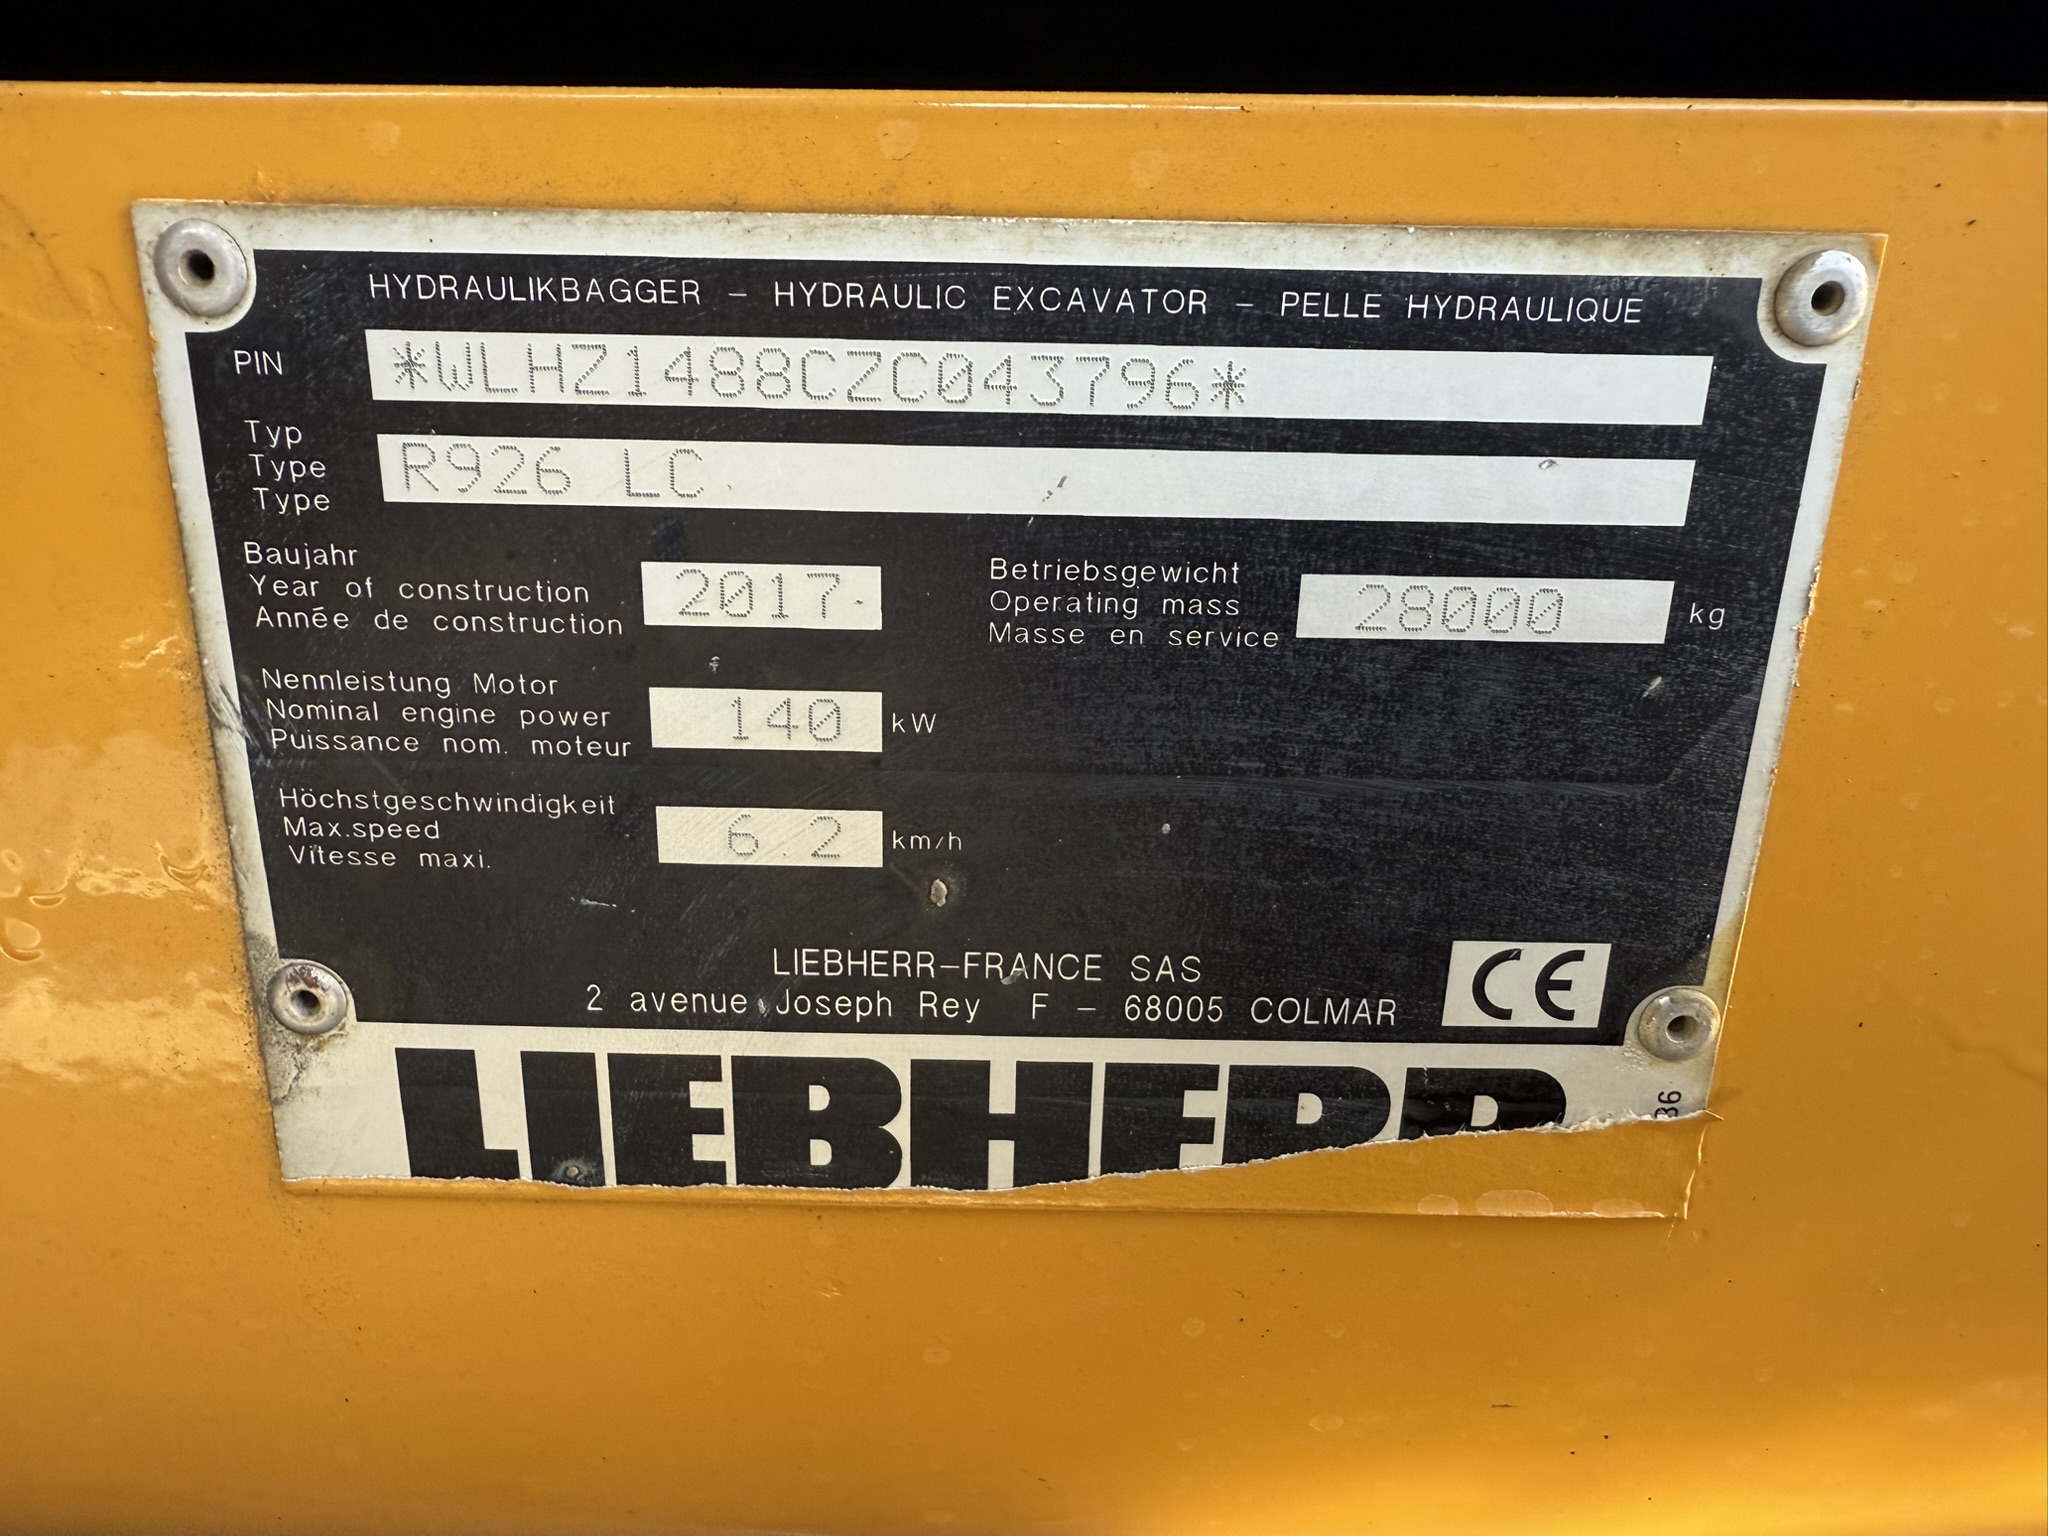 HYDRAULIKBAGGER – HYDRAULIC EXCAVATOR – PELLE HYDRAULIQUE
PIN *WLHZ1488CZC043796*
Typ
Type R926 LC
Type
Baujahr
Year of construction 2017
Année de construction
Betriebsgewicht
Operating mass 28000 kg
Masse en service
Nennleistung Motor
Nominal engine power 140 kW
Puissance nom. moteur
Höchstgeschwindigkeit
Max.speed 6.2 km/h
Vitesse maxi.
LIEBHERR-FRANCE SAS
2 avenue Joseph Rey F – 68005 COLMAR
CE
LIEBHERR